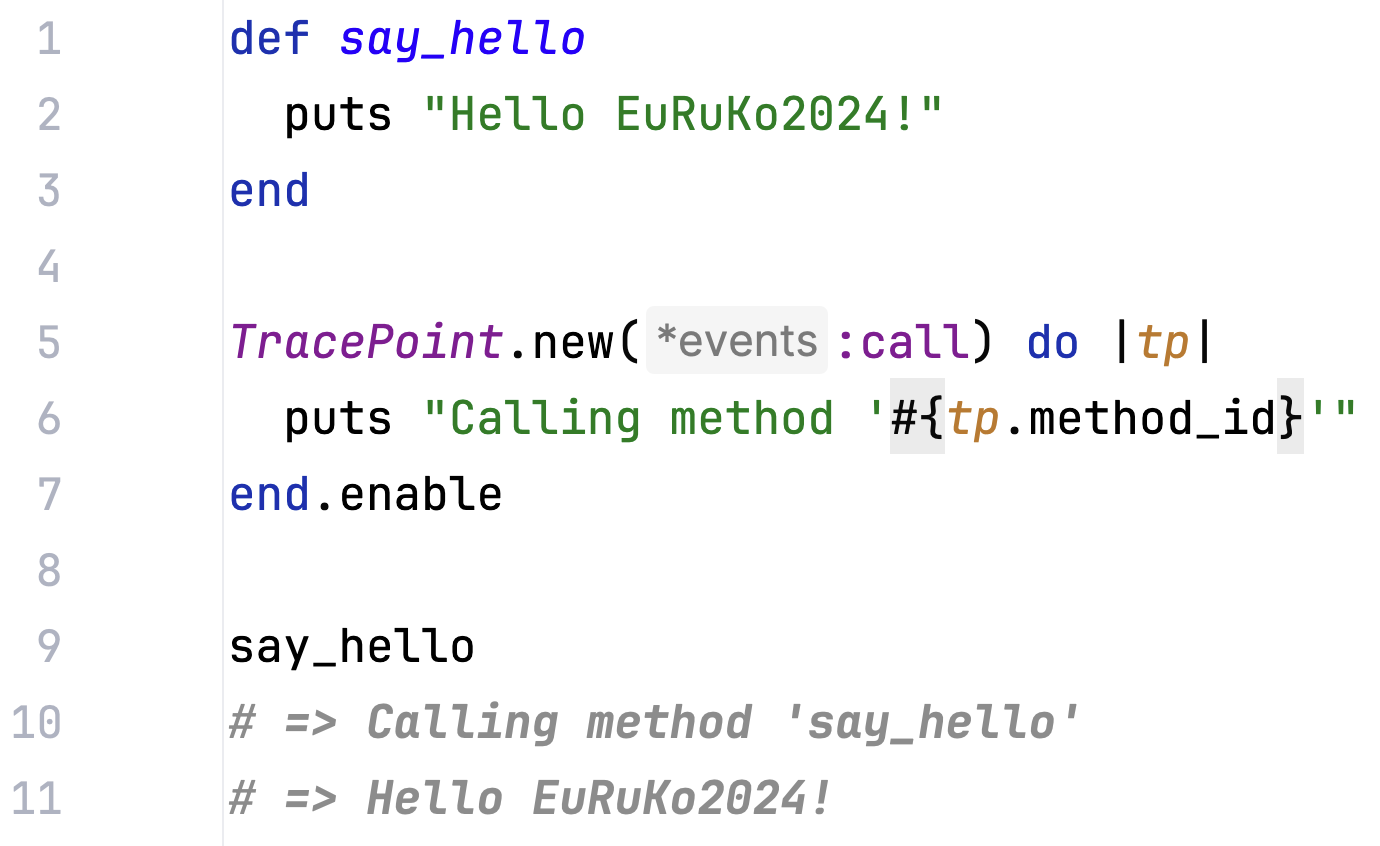 1 def say_hello
2   puts "Hello EuRuKo2024!"
3 end
4
5 TracePoint.new( *events :call) do |tp|
6   puts "Calling method '#{tp.method_id}'"
7 end.enable
8
9 say_hello
10 # => Calling method 'say_hello'
11 # => Hello EuRuKo2024!